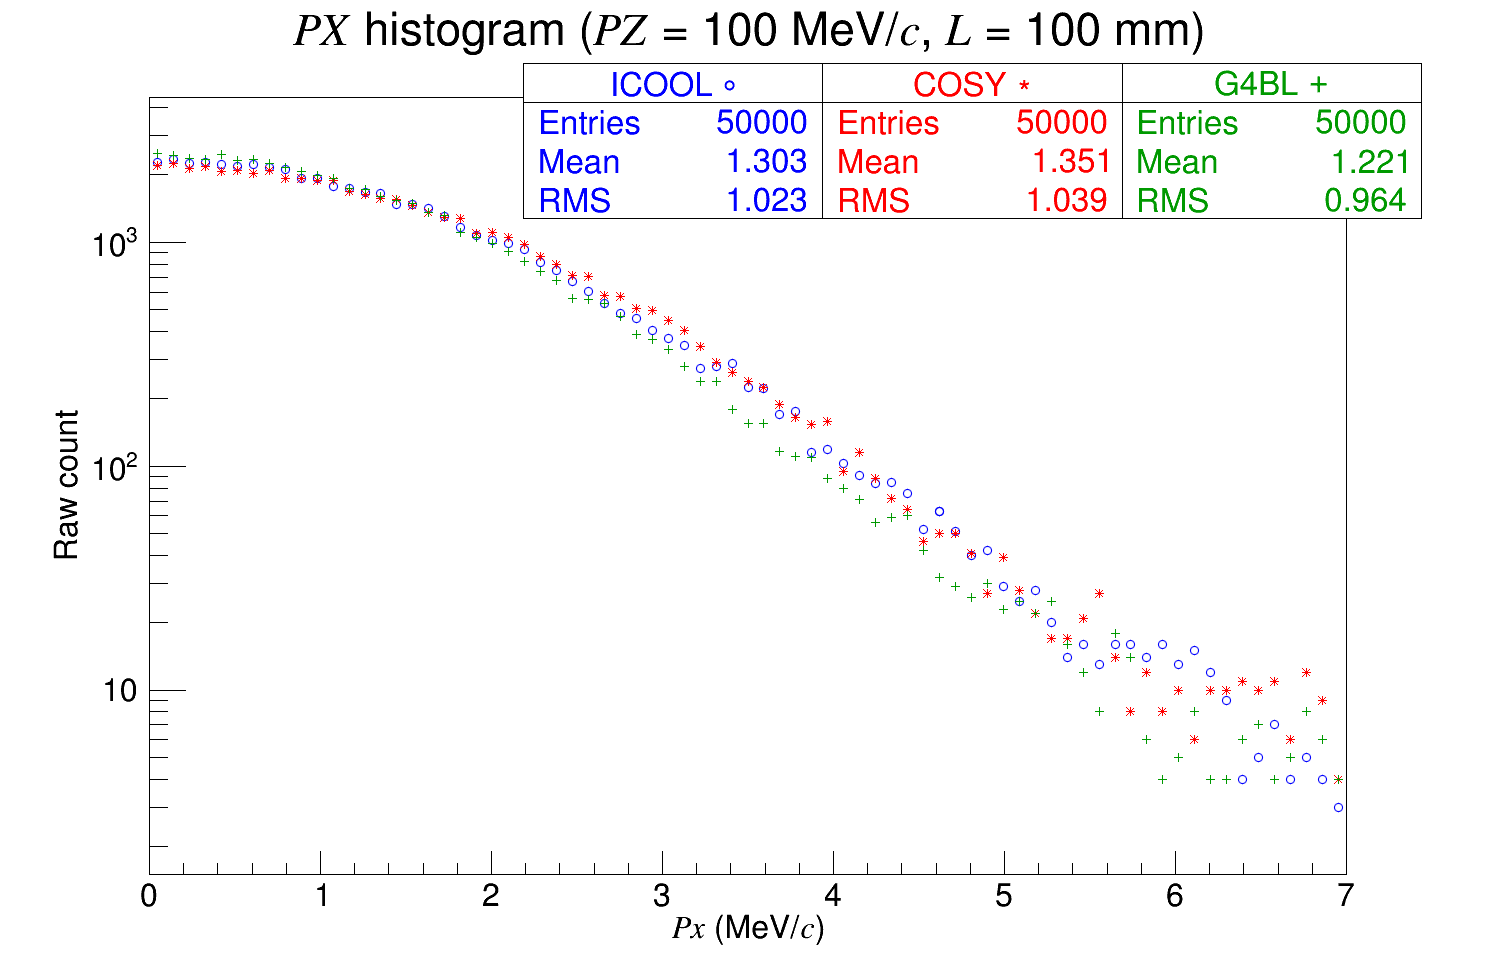 PX histogram (PZ = 100 MeV/c, L = 100 mm)
ICOOL COSY * G4BL +
Entries 50000 Entries 50000 Entries 50000
Mean 1.303 Mean 1.351 Mean 1.221
RMS 1.023 RMS 1.039 RMS 0.964
10³
10²
10
Raw count
0 1 2 3 4 5 6 7
Px (MeV/c)